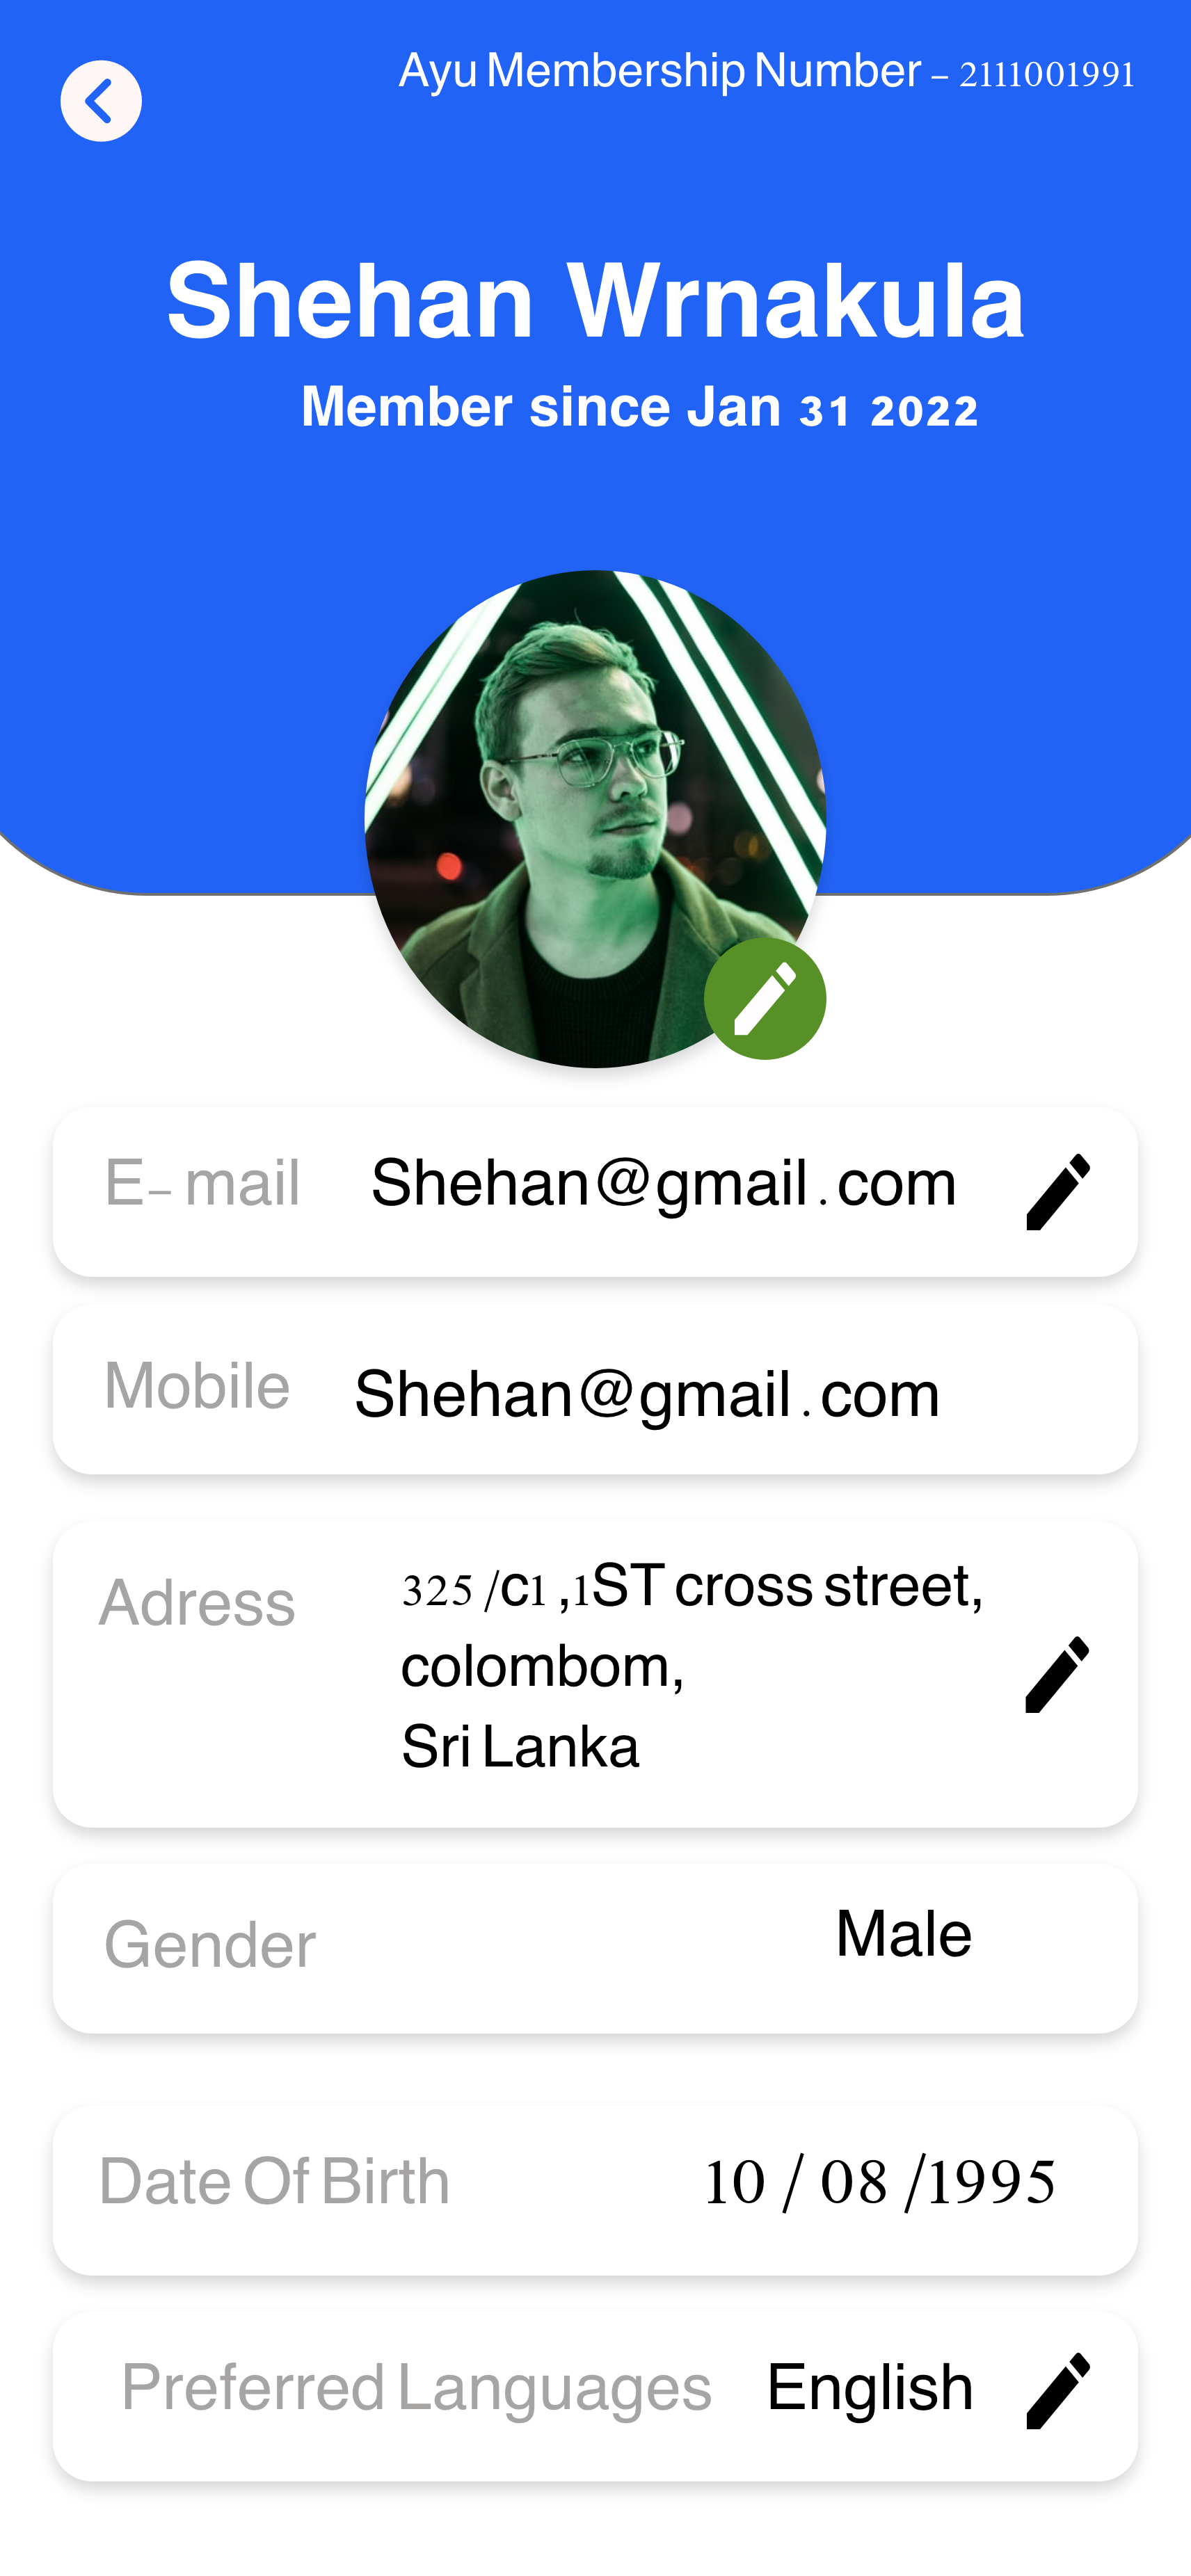 Ayu Membership Number – 2111001991
Shehan Wrnakula
Member since Jan 31 2022
E– mail Shehan@gmail.com
Mobile Shehan@gmail.com
Adress 325 /c1 ,1ST cross street,
colombom,
Sri Lanka
Gender Male
Date Of Birth 10 / 08 /1995
Preferred Languages English